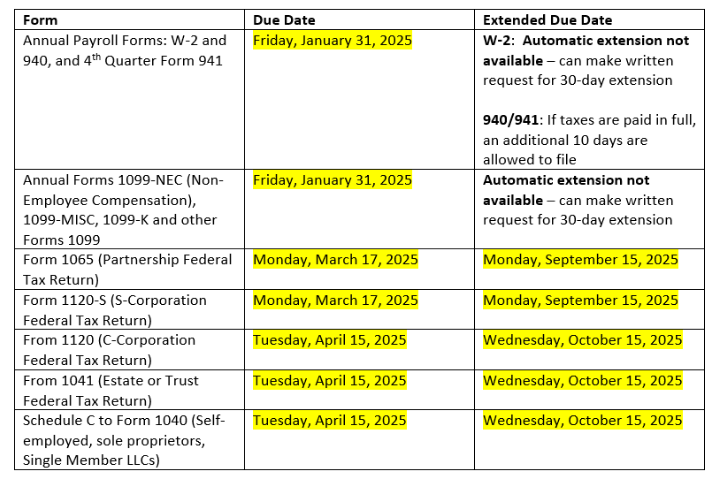 Form
Due Date
Extended Due Date
Annual Payroll Forms: W-2 and
940, and 4th Quarter Form 941
Friday, January 31, 2025
W-2: Automatic extension not
available – can make written
request for 30-day extension
940/941: If taxes are paid in full,
an additional 10 days are
allowed to file
Annual Forms 1099-NEC (Non-
Employee Compensation),
1099-MISC, 1099-K and other
Forms 1099
Friday, January 31, 2025
Automatic extension not
available – can make written
request for 30-day extension
Form 1065 (Partnership Federal
Tax Return)
Monday, March 17, 2025
Monday, September 15, 2025
Form 1120-S (S-Corporation
Federal Tax Return)
Monday, March 17, 2025
Monday, September 15, 2025
From 1120 (C-Corporation
Federal Tax Return)
Tuesday, April 15, 2025
Wednesday, October 15, 2025
From 1041 (Estate or Trust
Federal Tax Return)
Tuesday, April 15, 2025
Wednesday, October 15, 2025
Schedule C to Form 1040 (Self-
employed, sole proprietors,
Single Member LLCs)
Tuesday, April 15, 2025
Wednesday, October 15, 2025